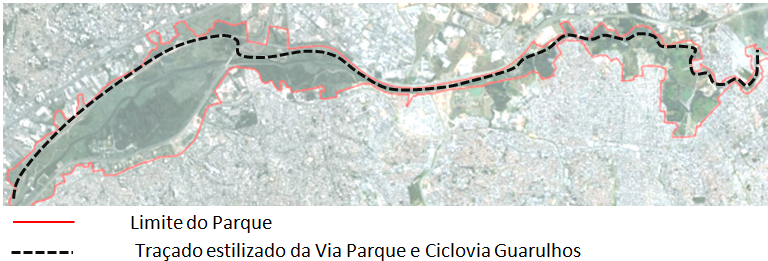 Limite do Parque
Traçado estilizado da Via Parque e Ciclovia Guarulhos